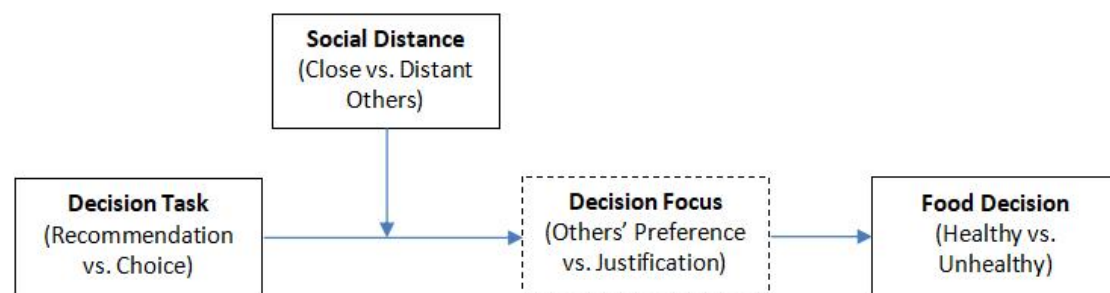 Social Distance
(Close vs. Distant
Others)
Decision Task
(Recommendation
vs. Choice)
Decision Focus
(Others’ Preference
vs. Justification)
Food Decision
(Healthy vs.
Unhealthy)